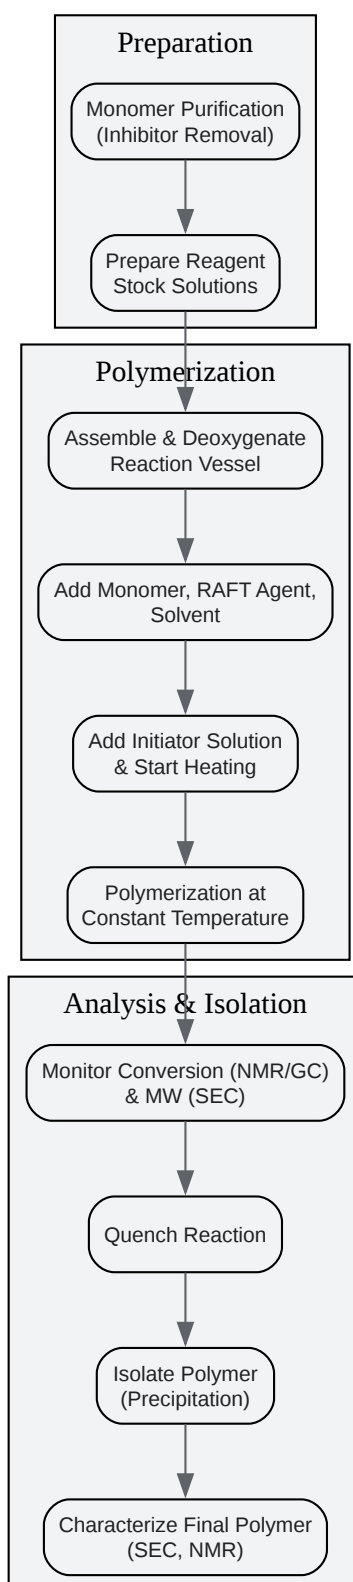 Preparation
Monomer Purification
(Inhibitor Removal)
Prepare Reagent
Stock Solutions
Polymerization
Assemble & Deoxygenate
Reaction Vessel
Add Monomer, RAFT Agent,
Solvent
Add Initiator Solution
& Start Heating
Polymerization at
Constant Temperature
Analysis & Isolation
Monitor Conversion (NMR/GC)
& MW (SEC)
Quench Reaction
Isolate Polymer
(Precipitation)
Characterize Final Polymer
(SEC, NMR)